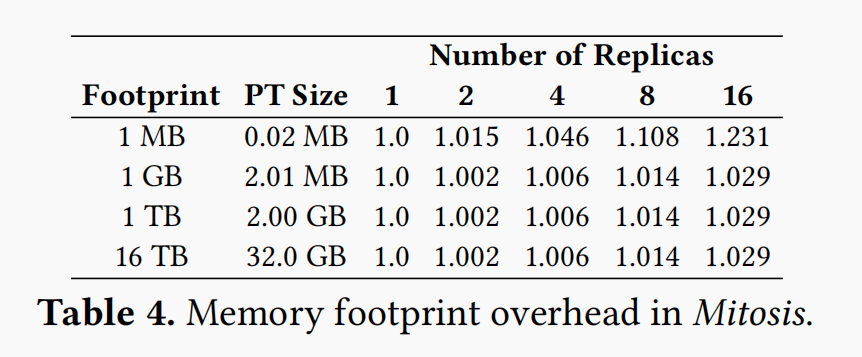 Number of Replicas
Footprint PT Size 1 2 4 8 16
1 MB 0.02 MB 1.0 1.015 1.046 1.108 1.231
1 GB 2.01 MB 1.0 1.002 1.006 1.014 1.029
1 TB 2.00 GB 1.0 1.002 1.006 1.014 1.029
16 TB 32.0 GB 1.0 1.002 1.006 1.014 1.029
Table 4. Memory footprint overhead in Mitosis.